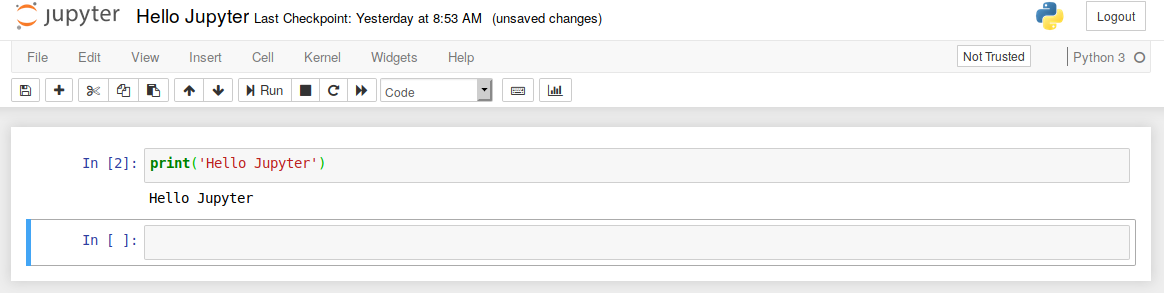 jupyter Hello Jupyter Last Checkpoint: Yesterday at 8:53 AM (unsaved changes) Logout
File Edit View Insert Cell Kernel Widgets Help Not Trusted Python 3
Run Code
In [2]: print('Hello Jupyter')
Hello Jupyter
In [ ]: